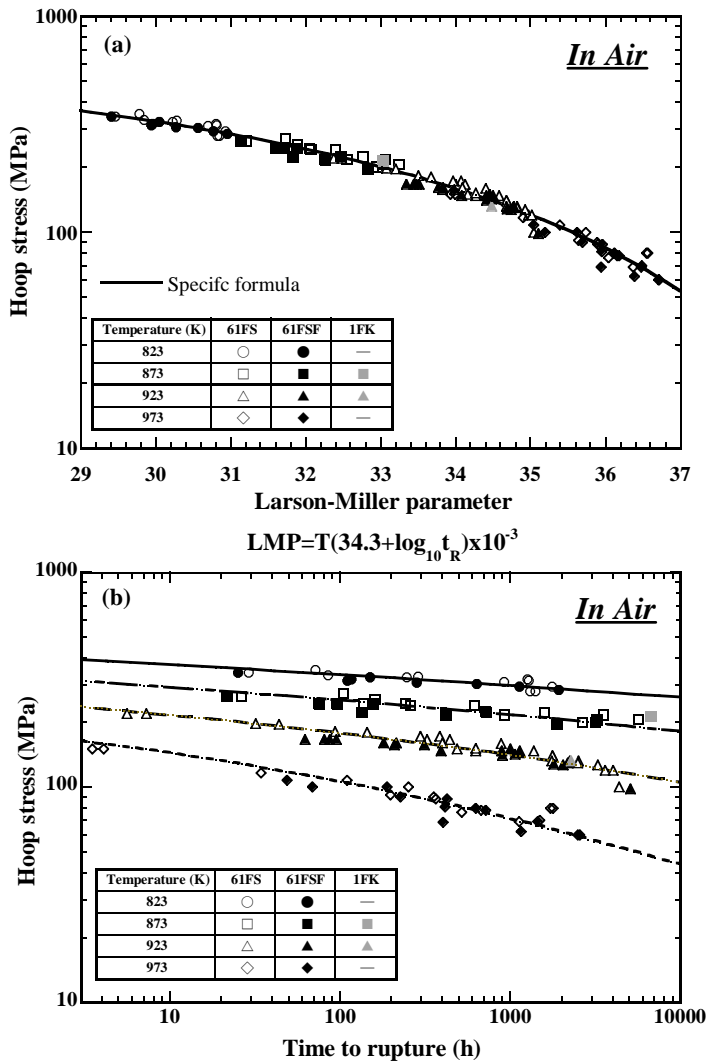 1000
(a)
In Air
Hoop stress (MPa)
100
Specifc formula
Temperature (K) 61FS 61FSF 1FK
823 —
873
923
973 —
10
29 30 31 32 33 34 35 36 37
Larson-Miller parameter
LMP=T(34.3+log10tR)x10-3
1000
(b)
In Air
Hoop stress (MPa)
100
Temperature (K) 61FS 61FSF 1FK
823 —
873
923
973 —
10
10 100 1000 10000
Time to rupture (h)